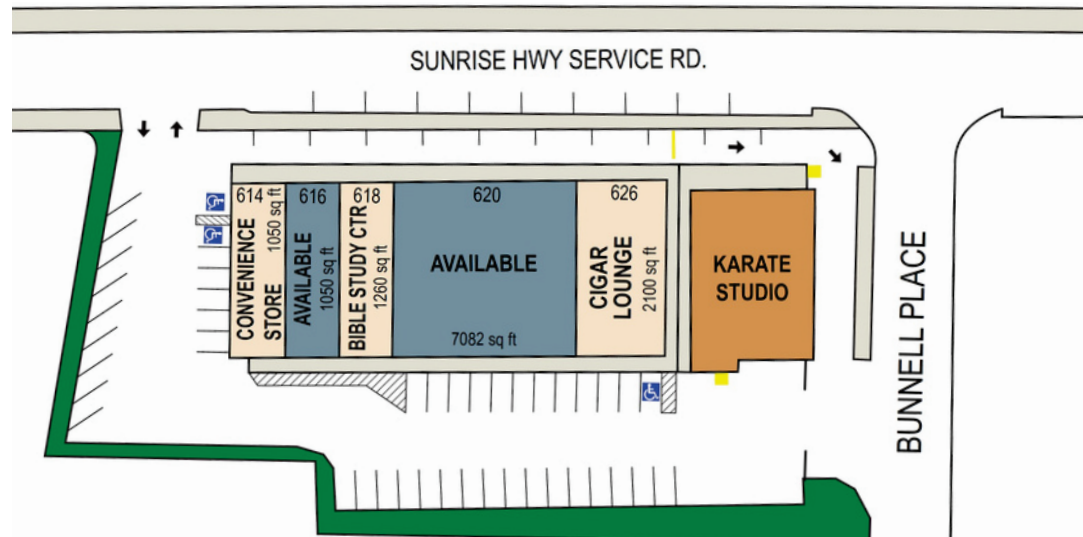 SUNRISE HWY SERVICE RD.
614
CONVENIENCE
STORE
1050 sq ft
616
AVAILABLE
1050 sq ft
618
BIBLE STUDY CTR
1260 sq ft
620
AVAILABLE
7082 sq ft
626
CIGAR
LOUNGE
2100 sq ft
KARATE
STUDIO
BUNNELL PLACE